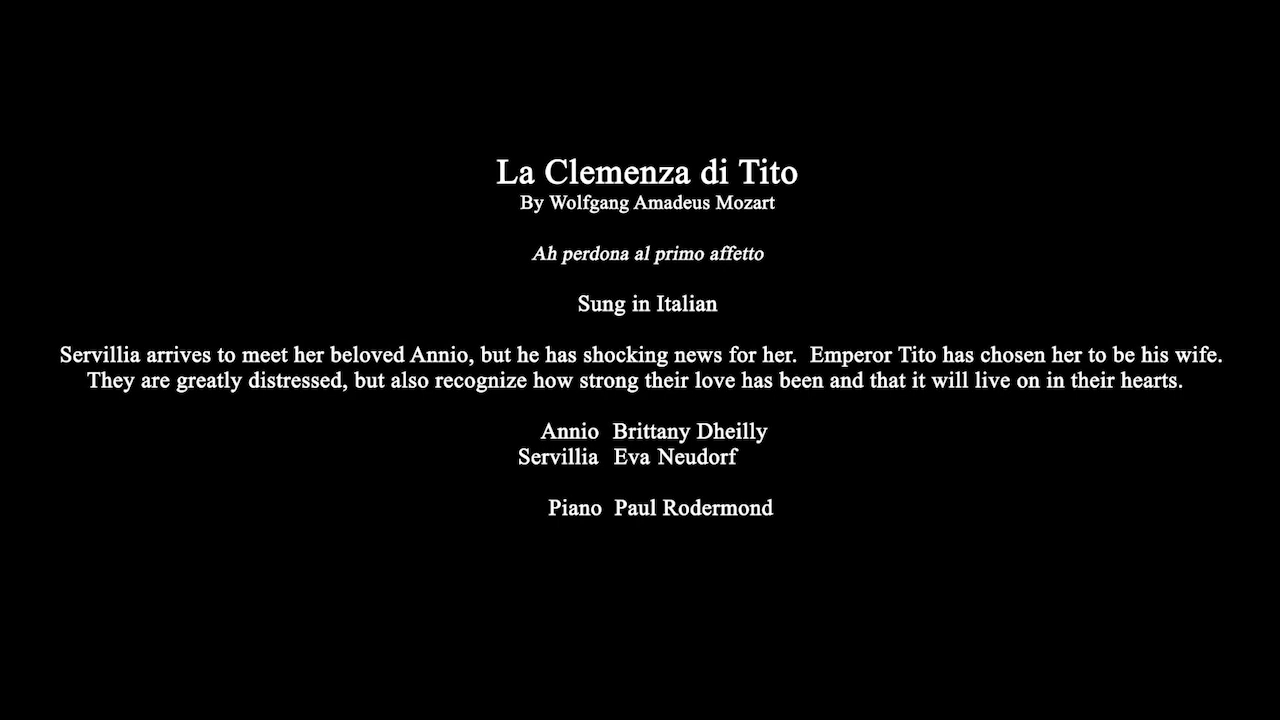 La Clemenza di Tito
By Wolfgang Amadeus Mozart
Ah perdona al primo affetto
Sung in Italian
Servillia arrives to meet her beloved Annio, but he has shocking news for her.  Emperor Tito has chosen her to be his wife.
They are greatly distressed, but also recognize how strong their love has been and that it will live on in their hearts.
Annio  Brittany Dheilly
Servillia  Eva Neudorf
Piano  Paul Rodermond